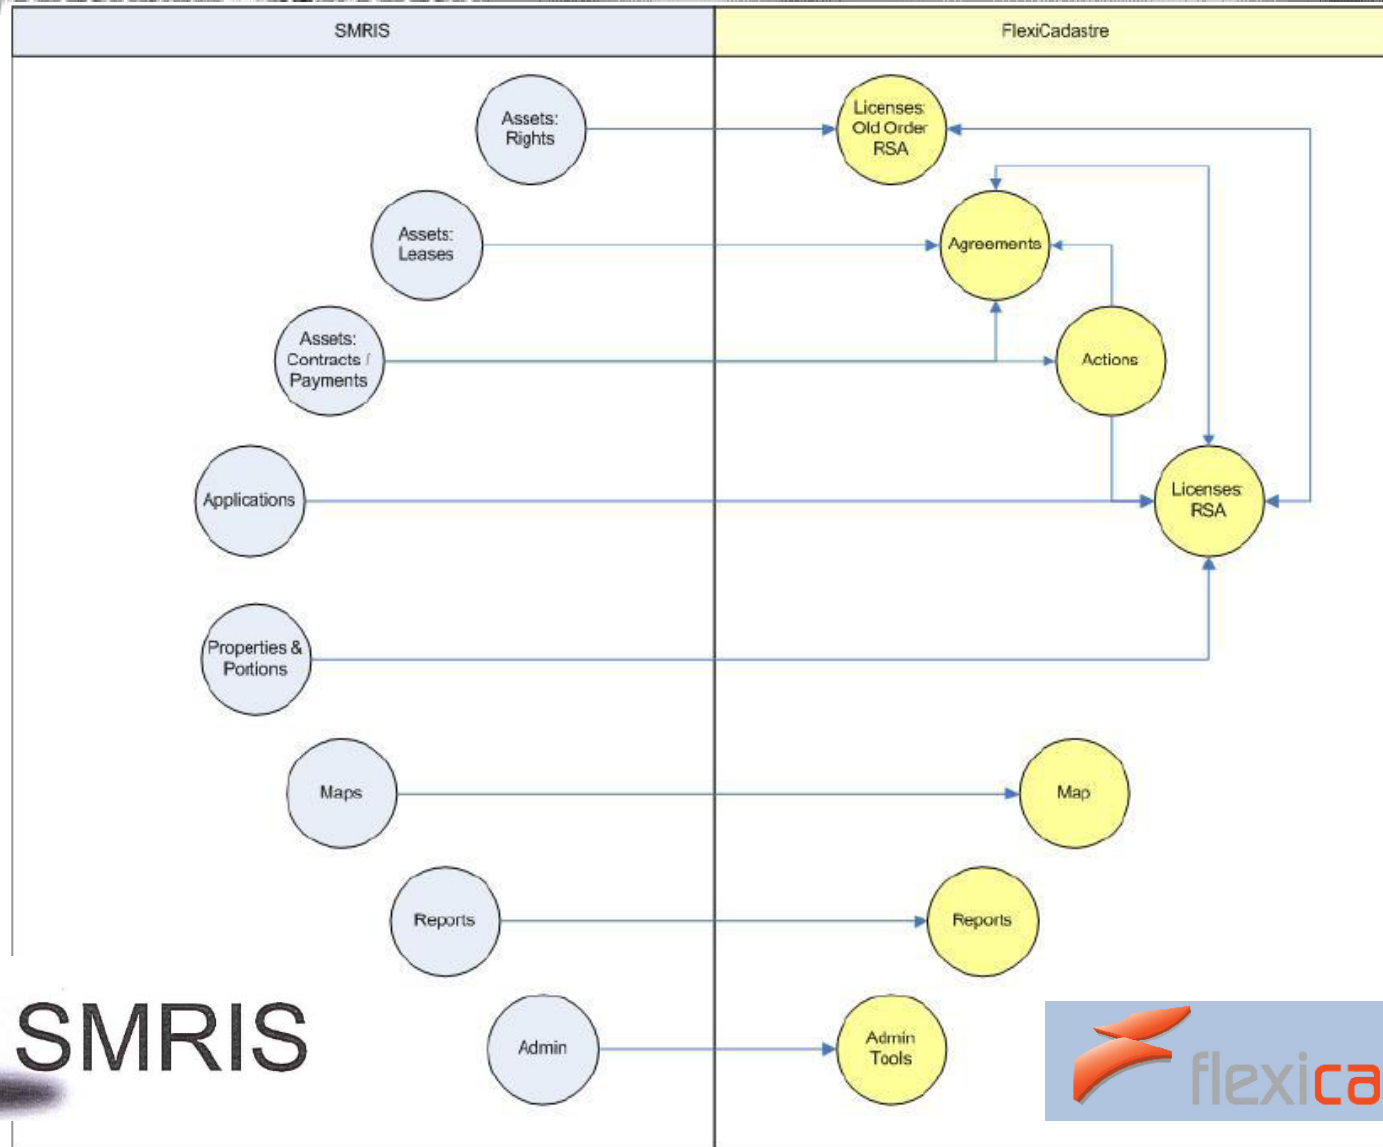 SMRIS
FlexiCadastre
Assets:
Rights
Licenses:
Old Order
RSA
Assets:
Leases
Agreements
Assets:
Contracts /
Payments
Actions
Applications
Licenses:
RSA
Properties &
Portions
Maps
Map
Reports
Reports
Admin
Admin
Tools
SMRIS
flexica